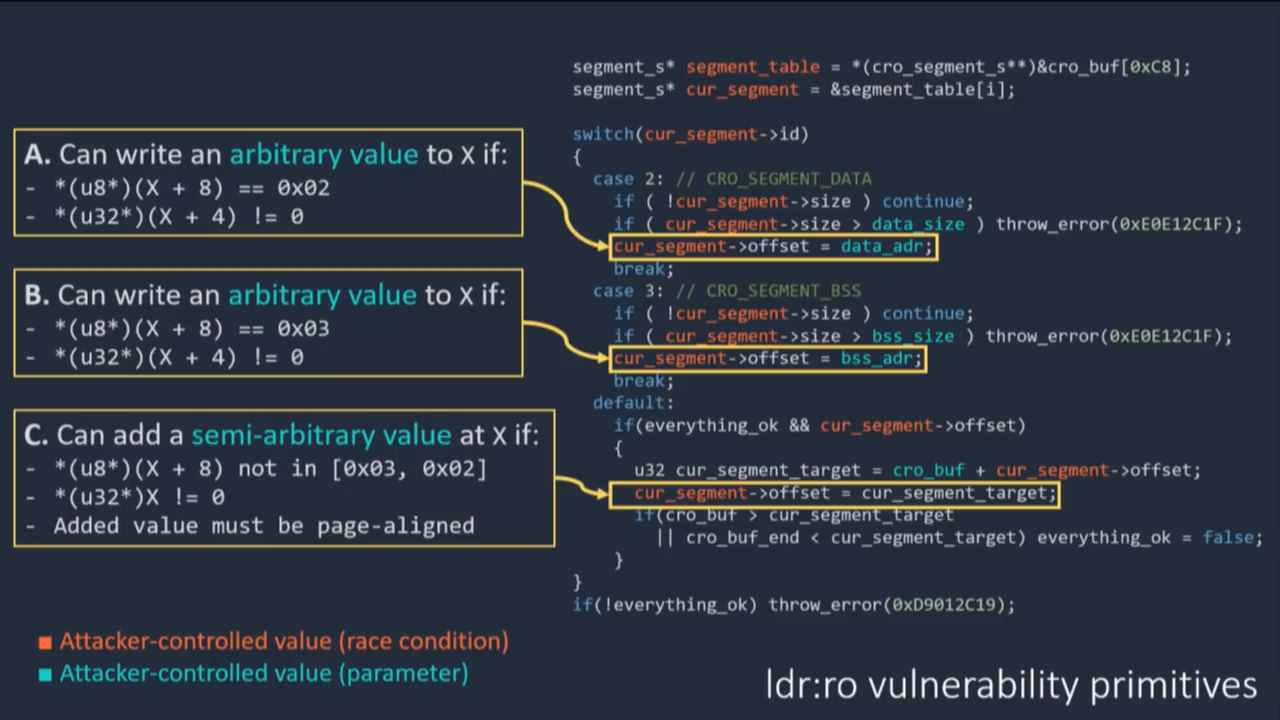 segment_s* segment_table = *(cro_segment_s**)&cro_buf[0xC8];
segment_s* cur_segment = &segment_table[i];
switch(cur_segment->id)
{
case 2: // CRO_SEGMENT_DATA
if ( !cur_segment->size ) continue;
if ( cur_segment->size > data_size ) throw_error(0xE0E12C1F);
cur_segment->offset = data_adr;
break;
case 3: // CRO_SEGMENT_BSS
if ( !cur_segment->size ) continue;
if ( cur_segment->size > bss_size ) throw_error(0xE0E12C1F);
cur_segment->offset = bss_adr;
break;
default:
if(everything_ok && cur_segment->offset)
{
u32 cur_segment_target = cro_buf + cur_segment->offset;
cur_segment->offset = cur_segment_target;
if(cro_buf > cur_segment_target
|| cro_buf_end < cur_segment_target) everything_ok = false;
}
}
if(!everything_ok) throw_error(0xD9012C19);
A. Can write an arbitrary value to X if:
- *(u8*)(X + 8) == 0x02
- *(u32*)(X + 4) != 0
B. Can write an arbitrary value to X if:
- *(u8*)(X + 8) == 0x03
- *(u32*)(X + 4) != 0
C. Can add a semi-arbitrary value at X if:
- *(u8*)(X + 8) not in [0x03, 0x02]
- *(u32*)X != 0
- Added value must be page-aligned
Attacker-controlled value (race condition)
Attacker-controlled value (parameter)
ldr:ro vulnerability primitives